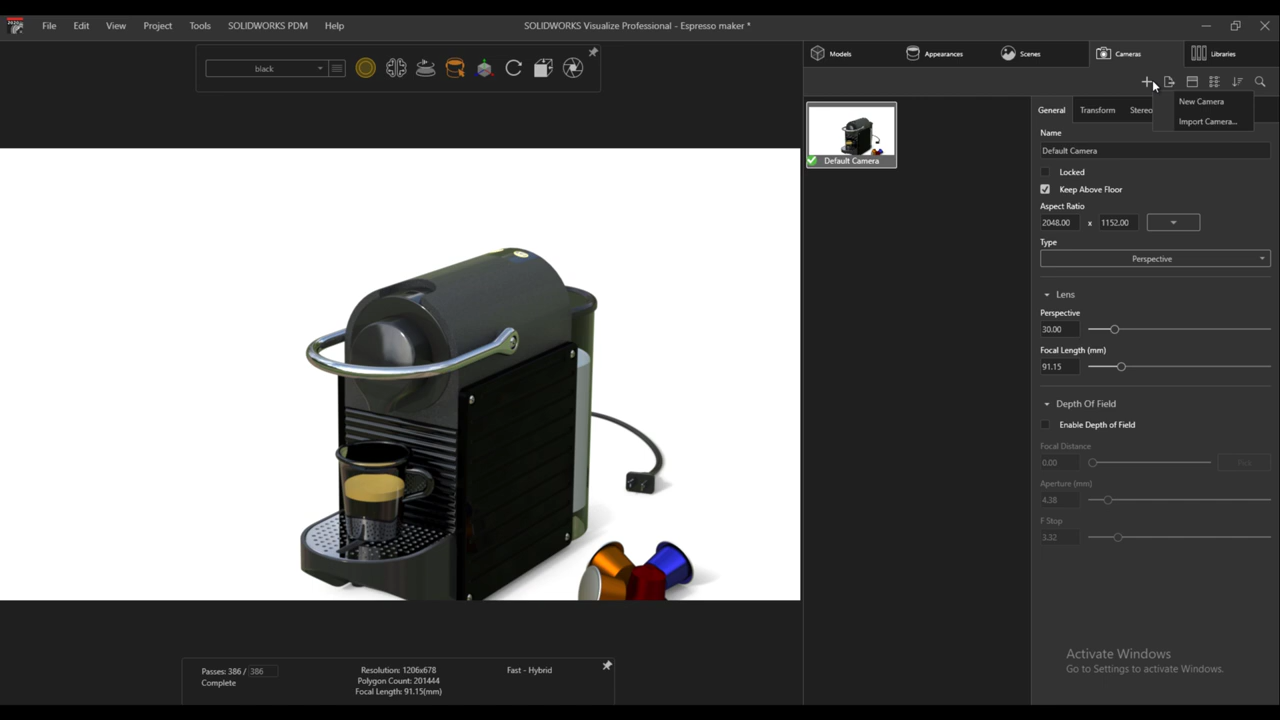 File Edit View Project Tools SOLIDWORKS PDM Help
SOLIDWORKS Visualize Professional - Espresso maker *
black
Models Appearances Scenes Cameras Libraries
New Camera
Import Camera...
Default Camera
General Transform Stereo
Name
Default Camera
Locked
Keep Above Floor
Aspect Ratio
2048.00 x 1152.00
Type
Perspective
Lens
Perspective
30.00
Focal Length (mm)
91.15
Depth Of Field
Enable Depth of Field
Focal Distance
0.00 Pick
Aperture (mm)
4.38
F Stop
3.32
Passes: 386 / 386
Complete
Resolution: 1206x678
Polygon Count: 201444
Focal Length: 91.15(mm)
Fast - Hybrid
Activate Windows
Go to Settings to activate Windows.